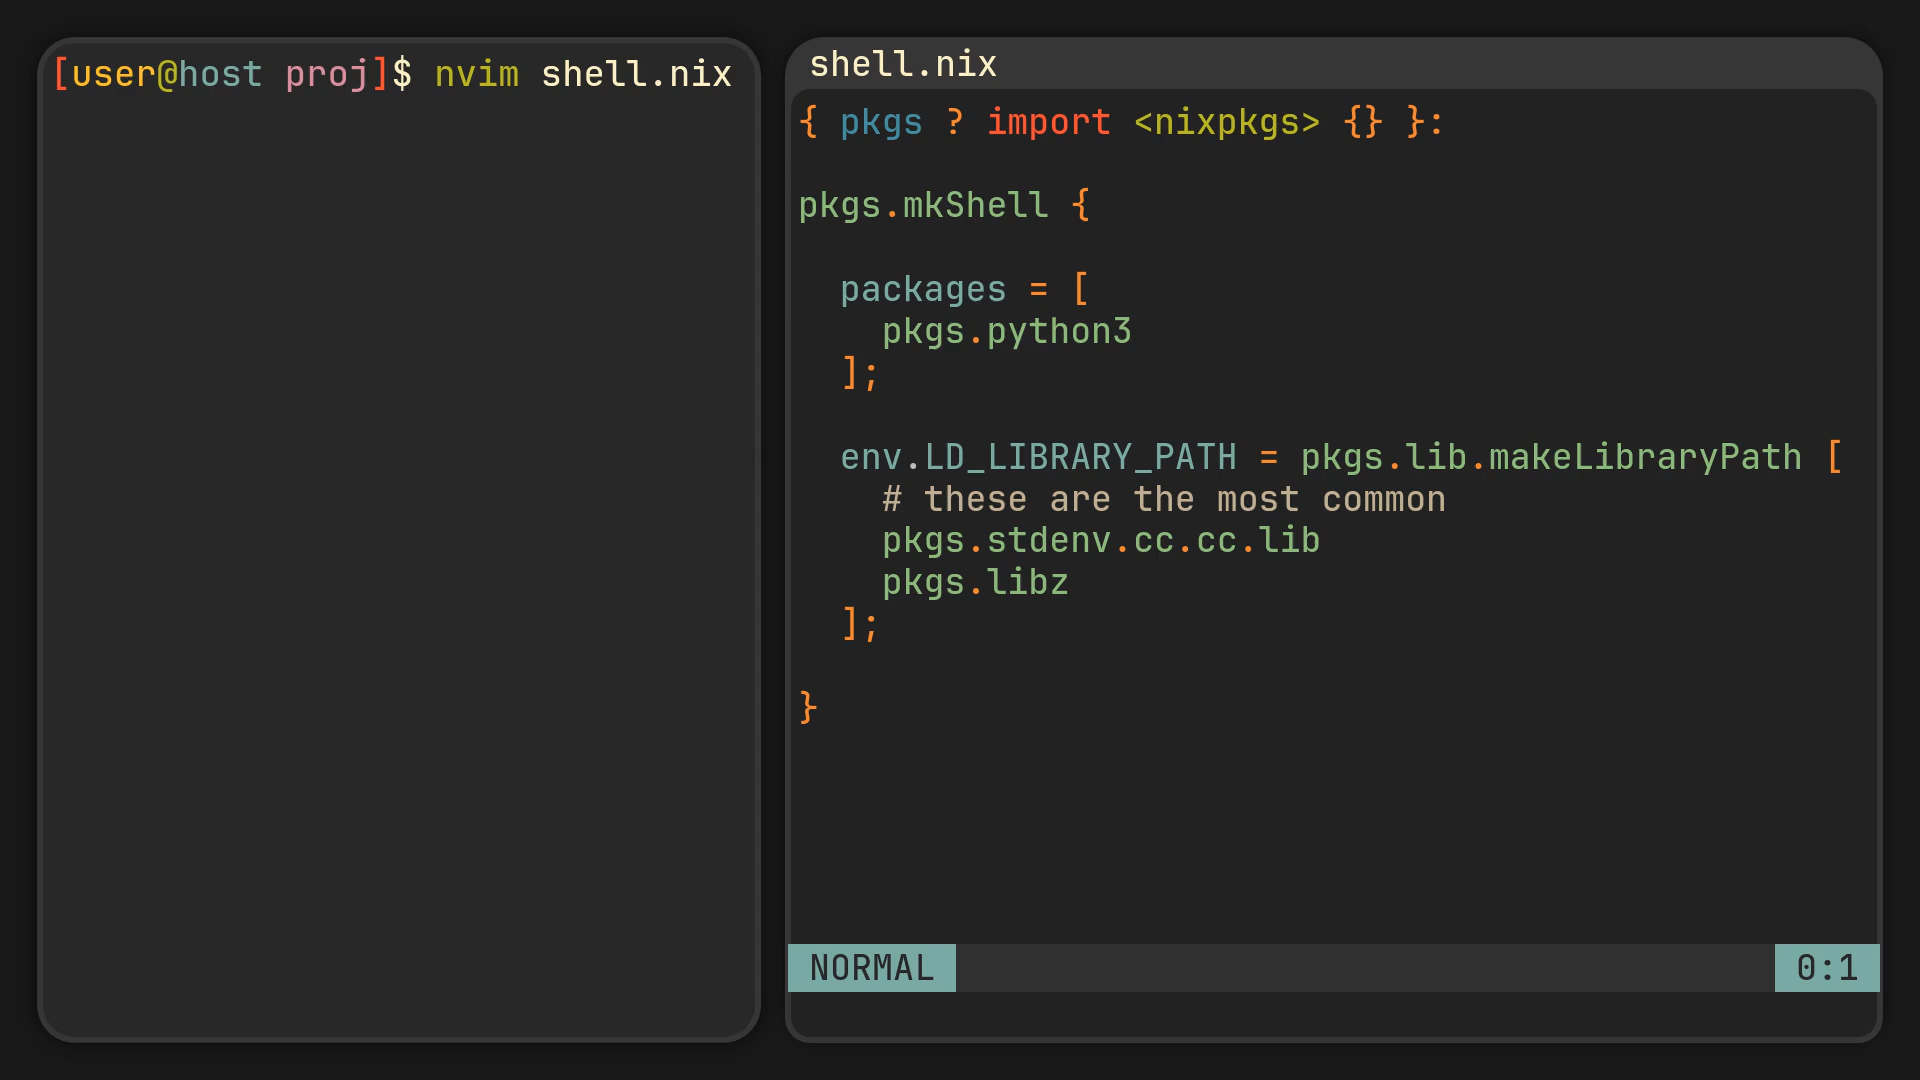 [user@host proj]$ nvim shell.nix
shell.nix
{ pkgs ? import <nixpkgs> {} }:
pkgs.mkShell {
packages = [
pkgs.python3
];
env.LD_LIBRARY_PATH = pkgs.lib.makeLibraryPath [
# these are the most common
pkgs.stdenv.cc.cc.lib
pkgs.libz
];
}
NORMAL
0:1